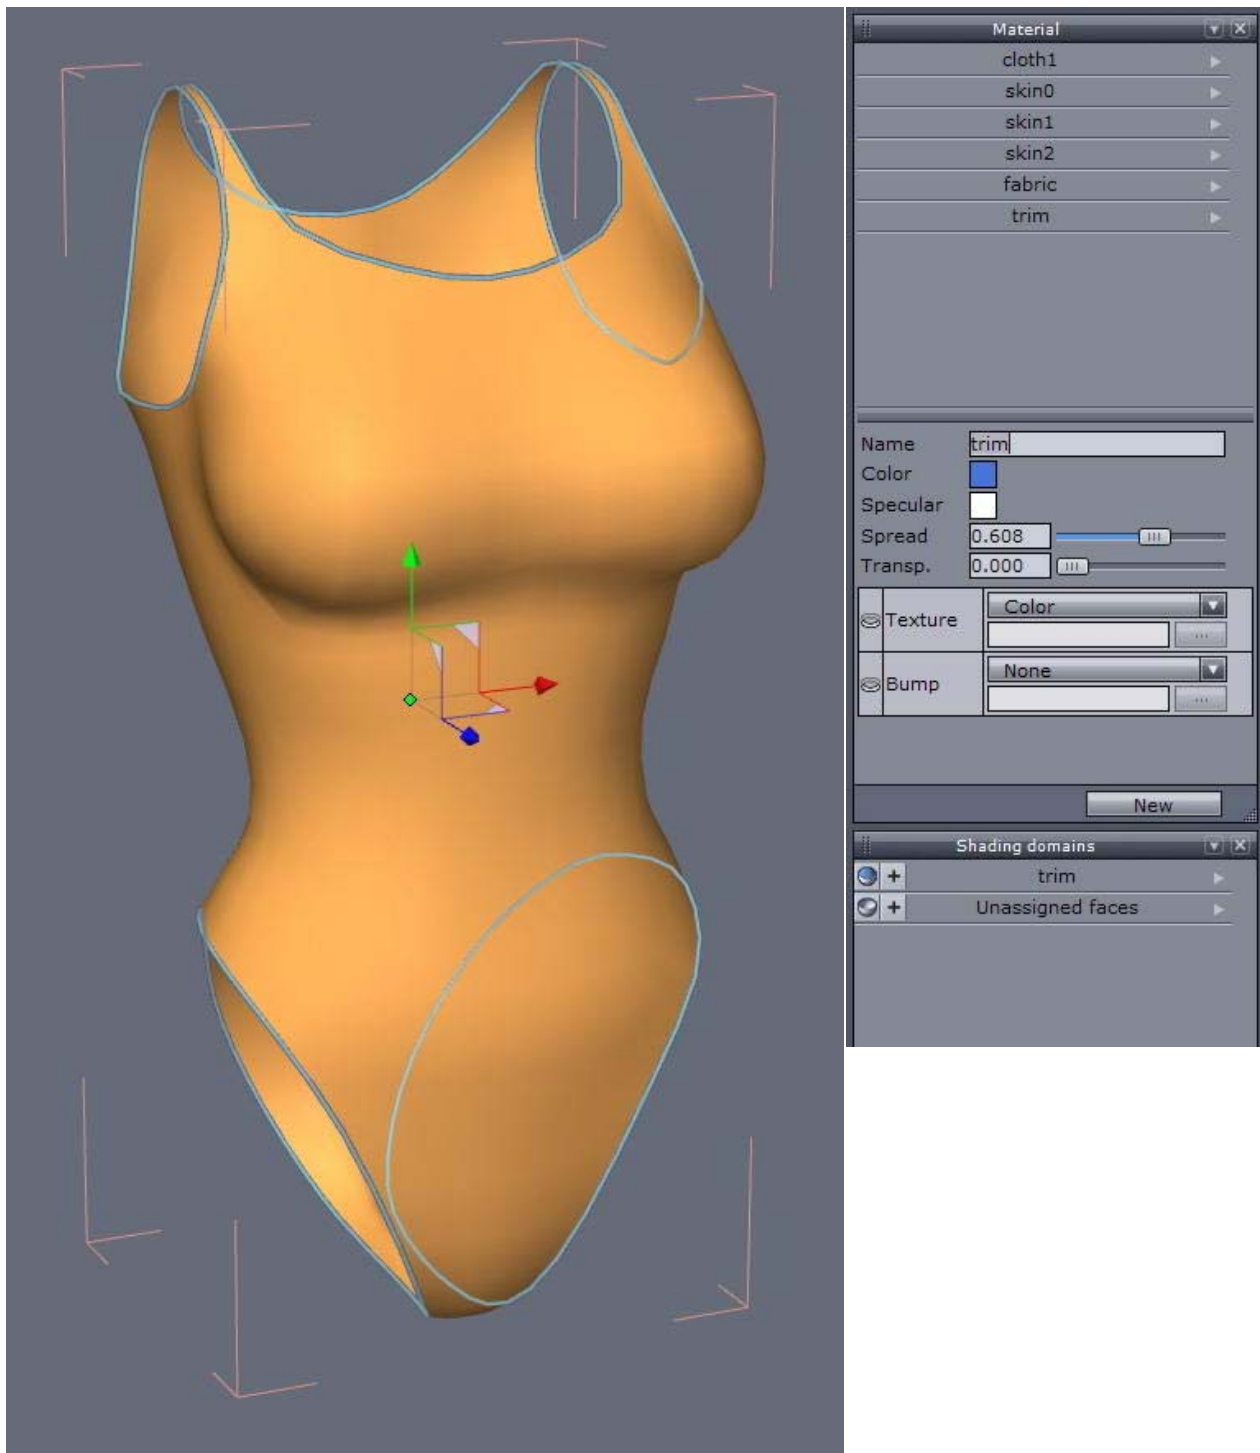 Material
cloth1
skin0
skin1
skin2
fabric
trim
Name trim
Color
Specular
Spread 0.608
Transp. 0.000
Texture Color
...
Bump None
...
New
Shading domains
+ trim
+ Unassigned faces